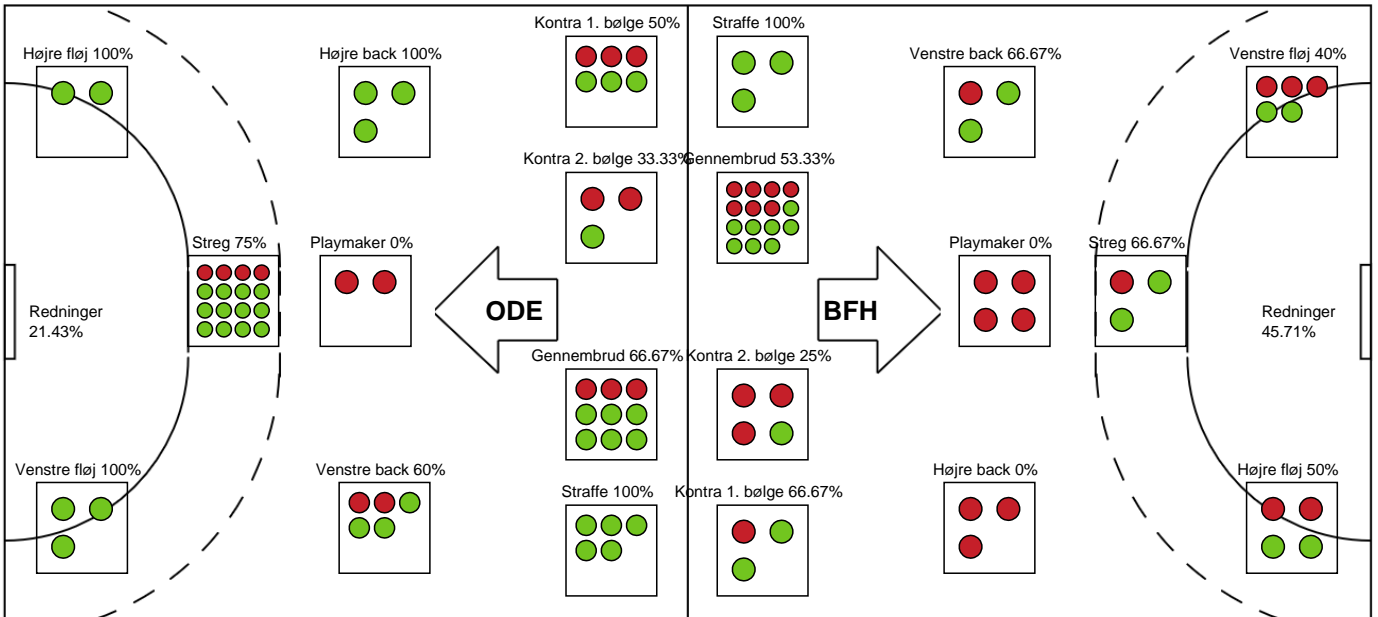 Kontra 1. bølge 50%
Straffe 100%
Højre fløj 100%
Højre back 100%
Venstre back 66.67%
Venstre fløj 40%
Kontra 2. bølge 33.33%
Gennembrud 53.33%
Streg 75%
Playmaker 0%
Playmaker 0%
Streg 66.67%
Redninger
21.43%
ODE
BFH
Redninger
45.71%
Gennembrud 66.67%
Kontra 2. bølge 25%
Venstre fløj 100%
Venstre back 60%
Højre back 0%
Højre fløj 50%
Straffe 100%
Kontra 1. bølge 66.67%